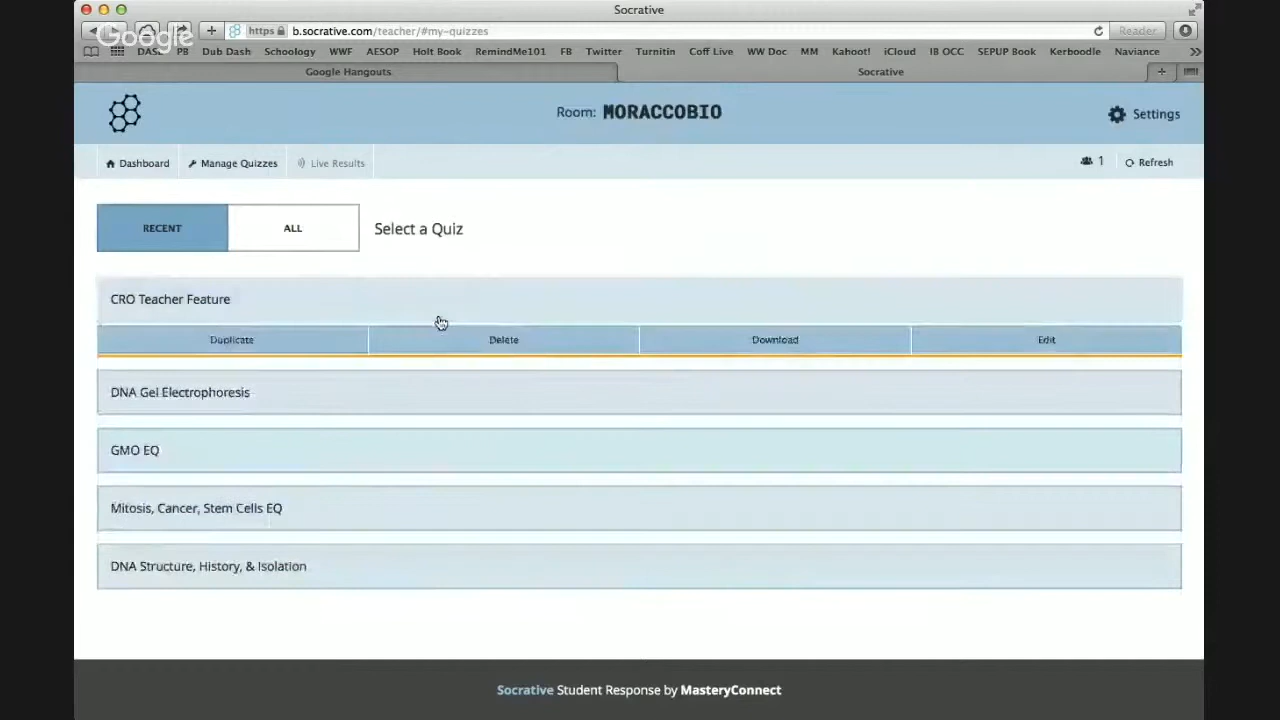 Socrative
Google
https b.socrative.com/teacher/#my-quizzes Reader
DASL PB Dub Dash Schoology WWF AESOP Holt Book RemindMe101 FB Twitter Turnitin Coff Live WW Doc MM Kahoot! iCloud IB OCC SEPUP Book Kerboodle Naviance
Google Hangouts Socrative
Room: MORACCOBIO
Settings
Dashboard Manage Quizzes Live Results 1 Refresh
RECENT ALL Select a Quiz
CRO Teacher Feature
Duplicate Delete Download Edit
DNA Gel Electrophoresis
GMO EQ
Mitosis, Cancer, Stem Cells EQ
DNA Structure, History, & Isolation
Socrative Student Response by MasteryConnect